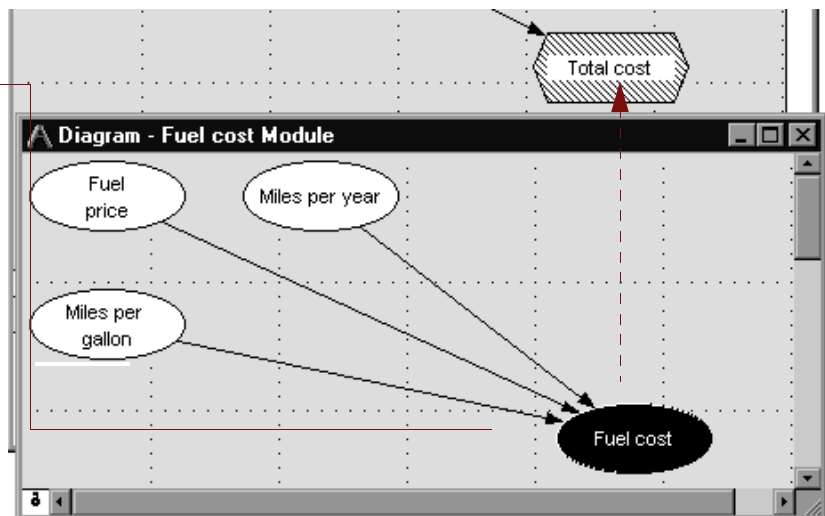 Total cost
Diagram - Fuel cost Module
Fuel
price
Miles per year
Miles per
gallon
Fuel cost